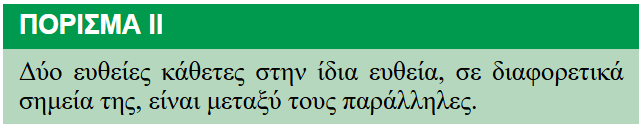 ΠΟΡΙΣΜΑ ΙΙ
Δύο ευθείες κάθετες στην ίδια ευθεία, σε διαφορετικά
σημεία της, είναι μεταξύ τους παράλληλες.